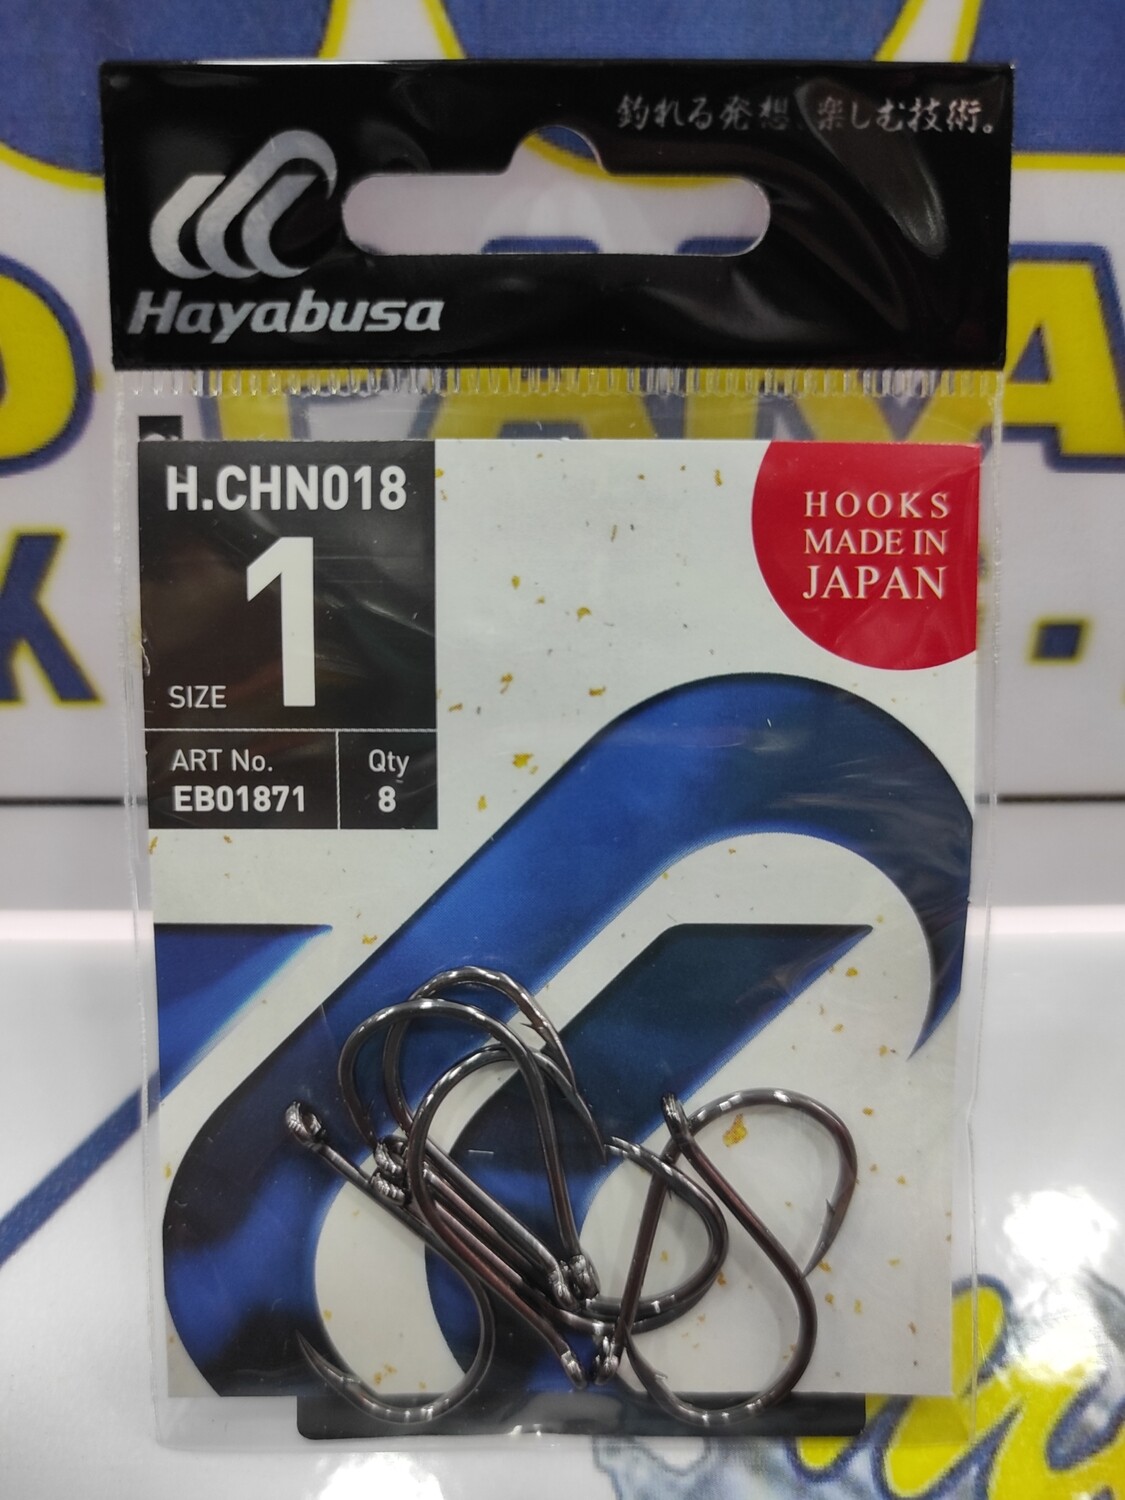 釣れる発想、楽しむ技術。
Hayabusa
H.CHN018
1
SIZE
ART No.
EB01871
Qty
8
HOOKS
MADE IN
JAPAN